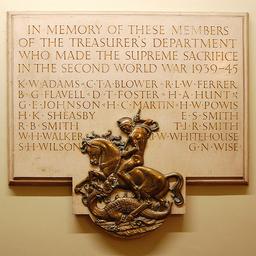 IN MEMORY OF THESE MEMBERS
OF THE TREASURER'S DEPARTMENT
WHO MADE THE SUPREME SACRIFICE
IN THE SECOND WORLD WAR 1939-45
K·W·ADAMS·C·T·A·BLOWER·R·L·W·FERRER
B·G·FLAVELL·D·T·FOSTER·H·A·HUNT
G·E·JOHNSON·H·C·MARTIN·H·W·POWIS
H·K·SHEASBY E·S·SMITH
R·B·SMITH T·J·R·SMITH
W·H·WALKER WHITEHOUSE
S·H·WILSON G·N·WISE